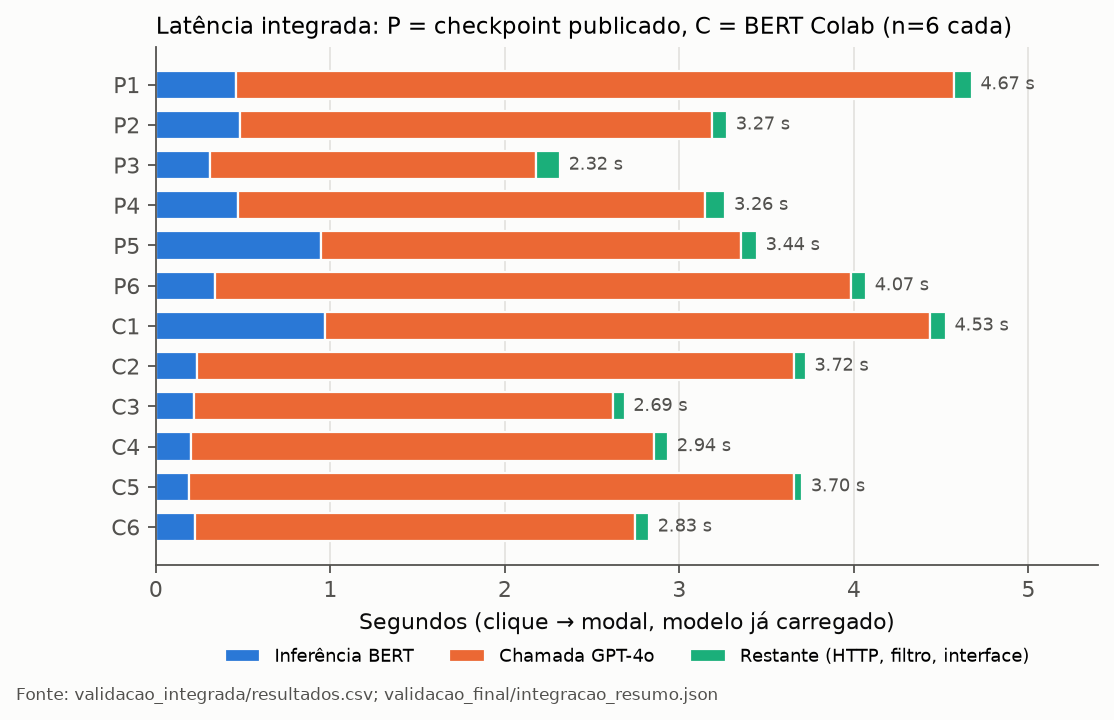 Latência integrada: P = checkpoint publicado, C = BERT Colab (n=6 cada)
P1 4.67 s
P2 3.27 s
P3 2.32 s
P4 3.26 s
P5 3.44 s
P6 4.07 s
C1 4.53 s
C2 3.72 s
C3 2.69 s
C4 2.94 s
C5 3.70 s
C6 2.83 s
0 1 2 3 4 5
Segundos (clique → modal, modelo já carregado)
Inferência BERT Chamada GPT-4o Restante (HTTP, filtro, interface)
Fonte: validacao_integrada/resultados.csv; validacao_final/integracao_resumo.json